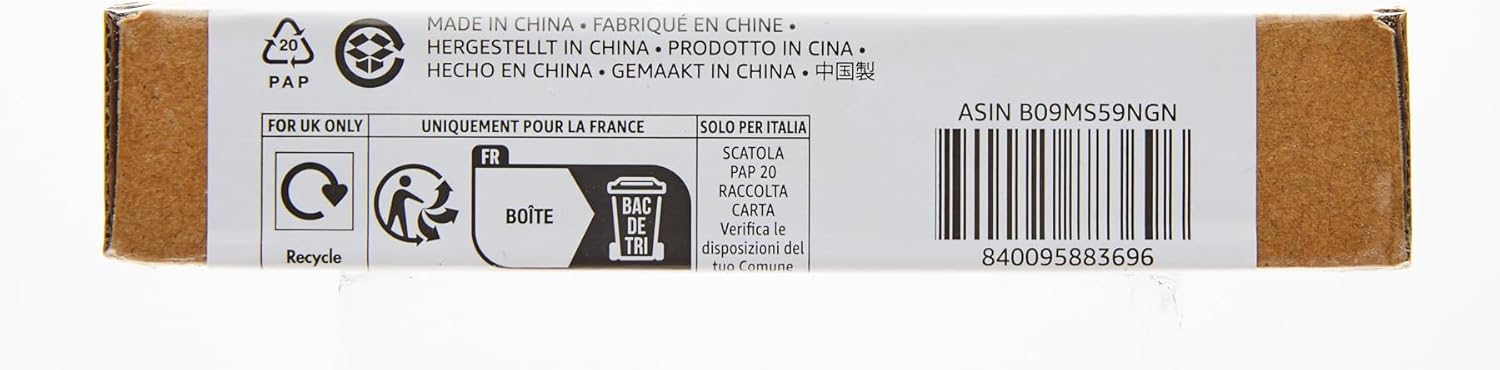 20
PAP
MADE IN CHINA • FABRIQUÉ EN CHINE •
HERGESTELLT IN CHINA • PRODOTTO IN CINA •
HECHO EN CHINA • GEMAAKT IN CHINA • 中国製
FOR UK ONLY
Recycle
UNIQUEMENT POUR LA FRANCE
FR
BOÎTE
BAC
DE
TRI
SOLO PER ITALIA
SCATOLA
PAP 20
RACCOLTA
CARTA
Verifica le
disposizioni del
tuo Comune
ASIN B09MS59NGN
840095883696